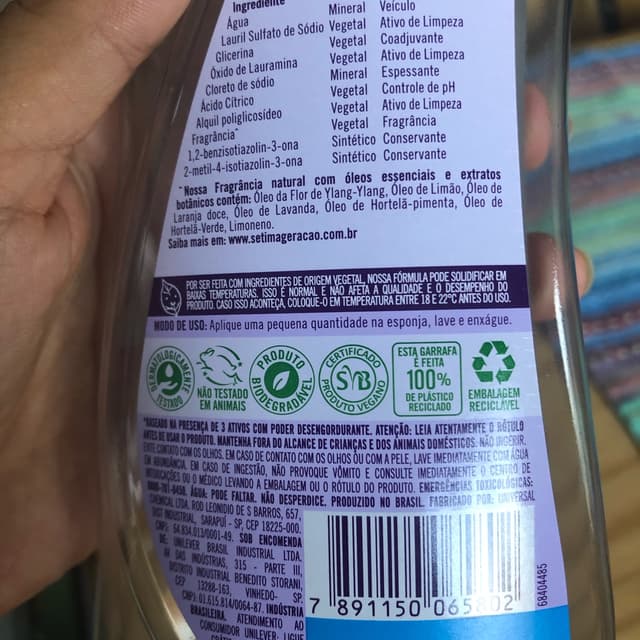 Ingrediente
Água Mineral Veículo
Lauril Sulfato de Sódio Vegetal Ativo de Limpeza
Glicerina Vegetal Coadjuvante
Óxido de Lauramina Vegetal Ativo de Limpeza
Cloreto de sódio Mineral Espessante
Ácido Cítrico Vegetal Controle de pH
Alquil poliglicosídeo Vegetal Ativo de Limpeza
Fragrância* Vegetal Fragrância
1,2-benzisotiazolin-3-ona Sintético Conservante
2-metil-4-isotiazolin-3-ona Sintético Conservante
*Nossa Fragrância natural com óleos essenciais e extratos
botânicos contém: Óleo da Flor de Ylang-Ylang, Óleo de Limão, Óleo de
Laranja doce, Óleo de Lavanda, Óleo de Hortelã-pimenta, Óleo de
Hortelã-Verde, Limoneno.
Saiba mais em: www.setimageracao.com.br
POR SER FEITA COM INGREDIENTES DE ORIGEM VEGETAL, NOSSA FÓRMULA PODE SOLIDIFICAR EM
BAIXAS TEMPERATURAS. ISSO É NORMAL E NÃO AFETA A QUALIDADE E O DESEMPENHO DO
PRODUTO. CASO ISSO ACONTEÇA, COLOQUE-O EM TEMPERATURA ENTRE 18 E 22°C ANTES DO USO.
MODO DE USO: Aplique uma pequena quantidade na esponja, lave e enxágue.
DERMATOLOGICAMENTE
TESTADO
NÃO TESTADO
EM ANIMAIS
PRODUTO
BIODEGRADÁVEL
CERTIFICADO
SVB
PRODUTO VEGANO
ESTA GARRAFA
É FEITA
100%
DE PLÁSTICO
RECICLADO
EMBALAGEM
RECICLÁVEL
*BASEADO NA PRESENÇA DE 3 ATIVOS COM PODER DESENGORDURANTE. ATENÇÃO: LEIA ATENTAMENTE O RÓTULO
ANTES DE USAR O PRODUTO. MANTENHA FORA DO ALCANCE DE CRIANÇAS E DOS ANIMAIS DOMÉSTICOS. NÃO INGERIR.
EVITE CONTATO COM OS OLHOS. EM CASO DE CONTATO COM OS OLHOS OU COM A PELE, LAVE IMEDIATAMENTE COM ÁGUA
EM ABUNDÂNCIA. EM CASO DE INGESTÃO, NÃO PROVOQUE VÔMITO E CONSULTE IMEDIATAMENTE O CENTRO DE
INTOXICAÇÕES OU O MÉDICO LEVANDO A EMBALAGEM OU O RÓTULO DO PRODUTO. EMERGÊNCIAS TOXICOLÓGICAS:
ÁGUA: PODE FALTAR. NÃO DESPERDICE. PRODUZIDO NO BRASIL. FABRICADO POR: UNIVERSAL
CHEMICAL LTDA. ROD LEONIDIO DE S BARROS, 657,
DIST INDUSTRIAL, SARAPUÍ - SP, CEP 18225-000.
CNPJ: 64.834.013/0001-49. SOB ENCOMENDA
DE: UNILEVER BRASIL INDUSTRIAL LTDA.
AV DAS INDÚSTRIAS, 315 - PARTE III,
DISTRITO INDUSTRIAL BENEDITO STORANI,
CEP 13288-163, VINHEDO- SP.
CNPJ: 01.615.814/0064-87. INDÚSTRIA
BRASILEIRA. ATENDIMENTO AO
CONSUMIDOR UNILEVER- LIGUE
7 891150 065802
68404485